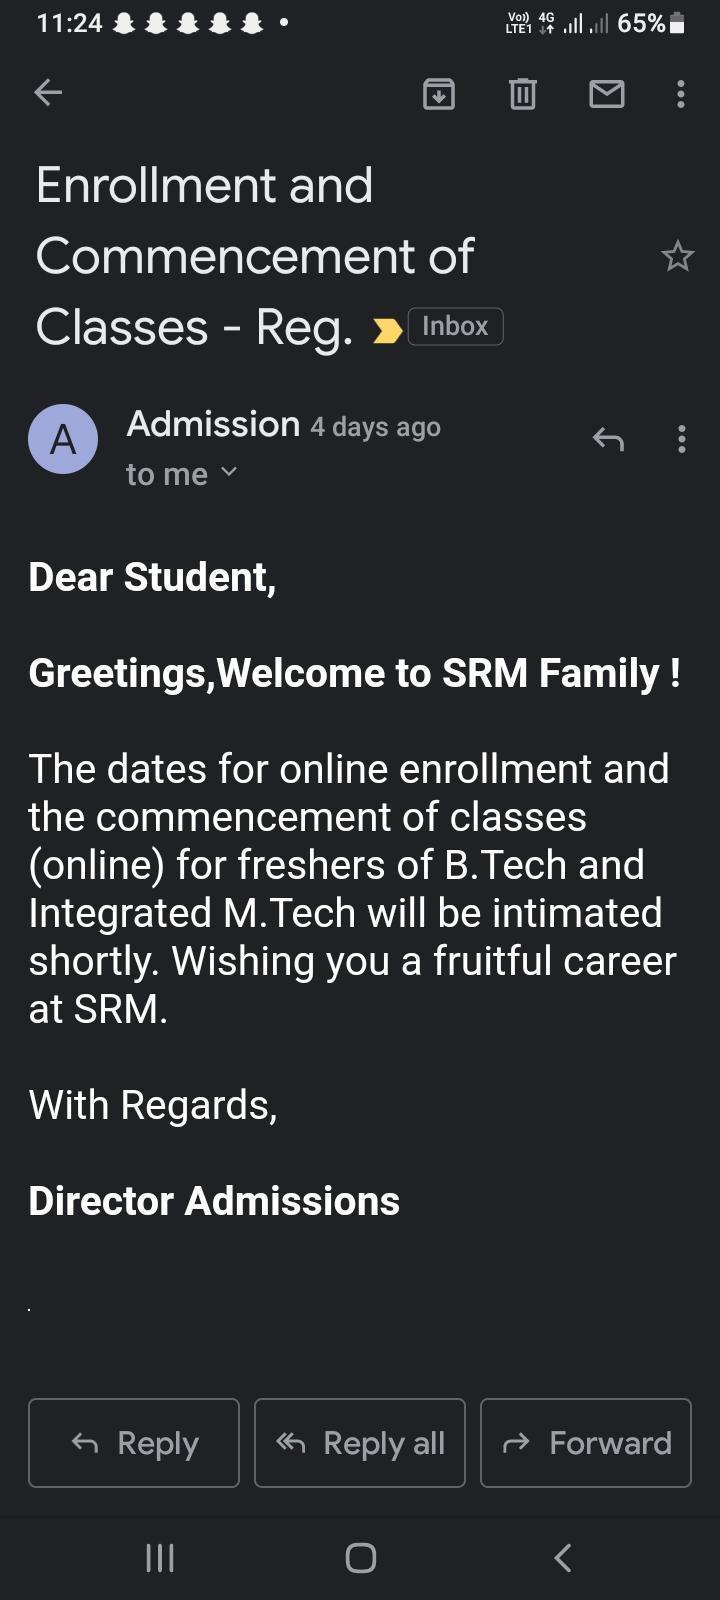 11:24
Vo)) 4G
LTE1
65%
Enrollment and
Commencement of
Classes - Reg. Inbox
A
Admission 4 days ago
to me
Dear Student,
Greetings,Welcome to SRM Family !
The dates for online enrollment and
the commencement of classes
(online) for freshers of B.Tech and
Integrated M.Tech will be intimated
shortly. Wishing you a fruitful career
at SRM.
With Regards,
Director Admissions
.
Reply Reply all Forward